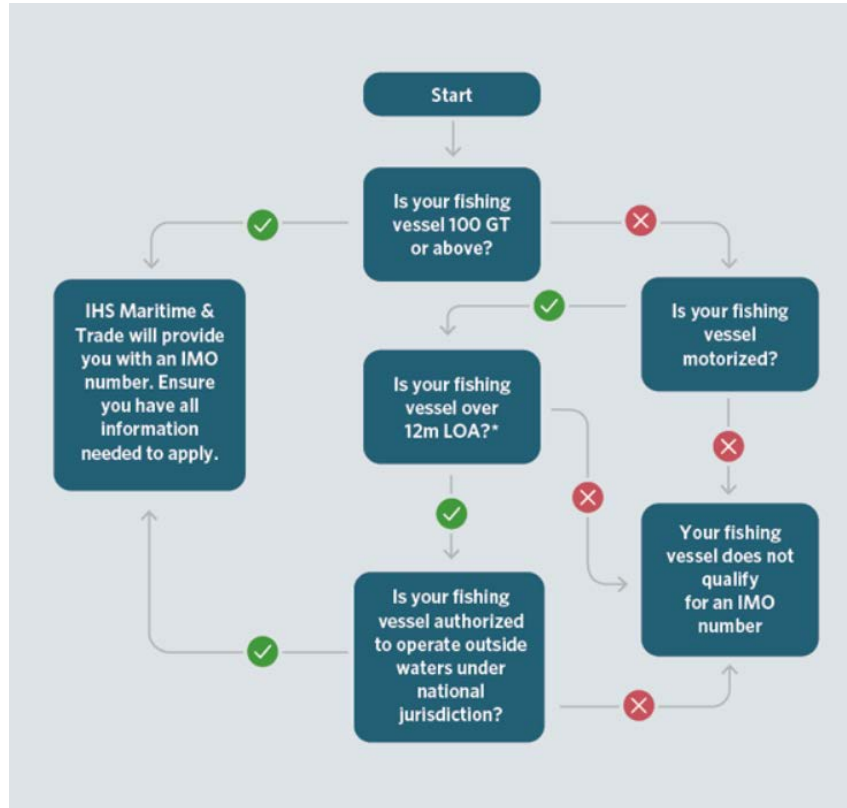 Start
Is your fishing
vessel 100 GT
or above?
IHS Maritime &
Trade will provide
you with an IMO
number. Ensure
you have all
information
needed to apply.
Is your fishing
vessel
motorized?
Is your fishing
vessel over
12m LOA?*
Your fishing
vessel does not
qualify
for an IMO
number
Is your fishing
vessel authorized
to operate outside
waters under
national
jurisdiction?